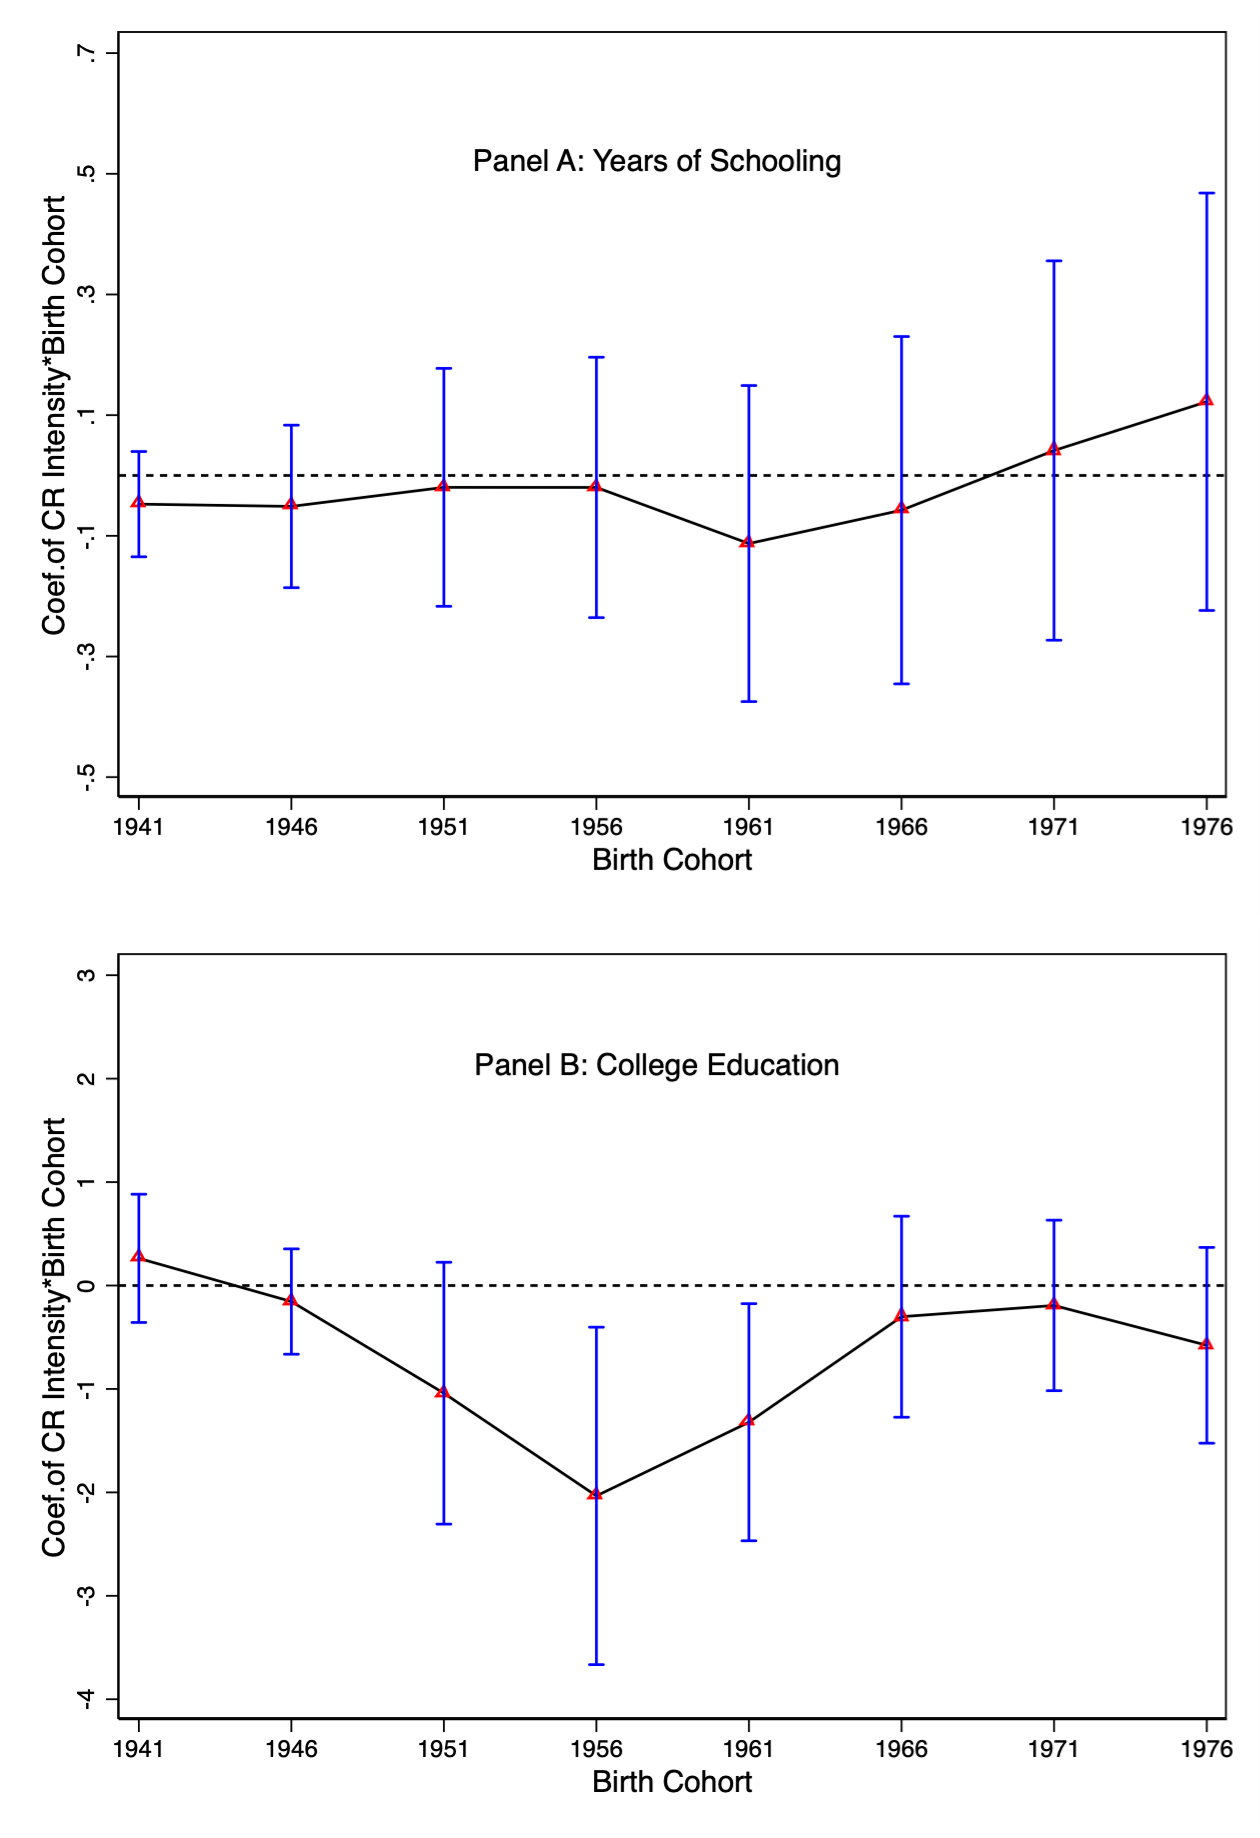 Panel A: Years of Schooling
Coef.of CR Intensity*Birth Cohort
.7
.5
.3
.1
-.1
-.3
-.5
1941 1946 1951 1956 1961 1966 1971 1976
Birth Cohort
Panel B: College Education
Coef.of CR Intensity*Birth Cohort
3
2
1
0
-1
-2
-3
-4
1941 1946 1951 1956 1961 1966 1971 1976
Birth Cohort